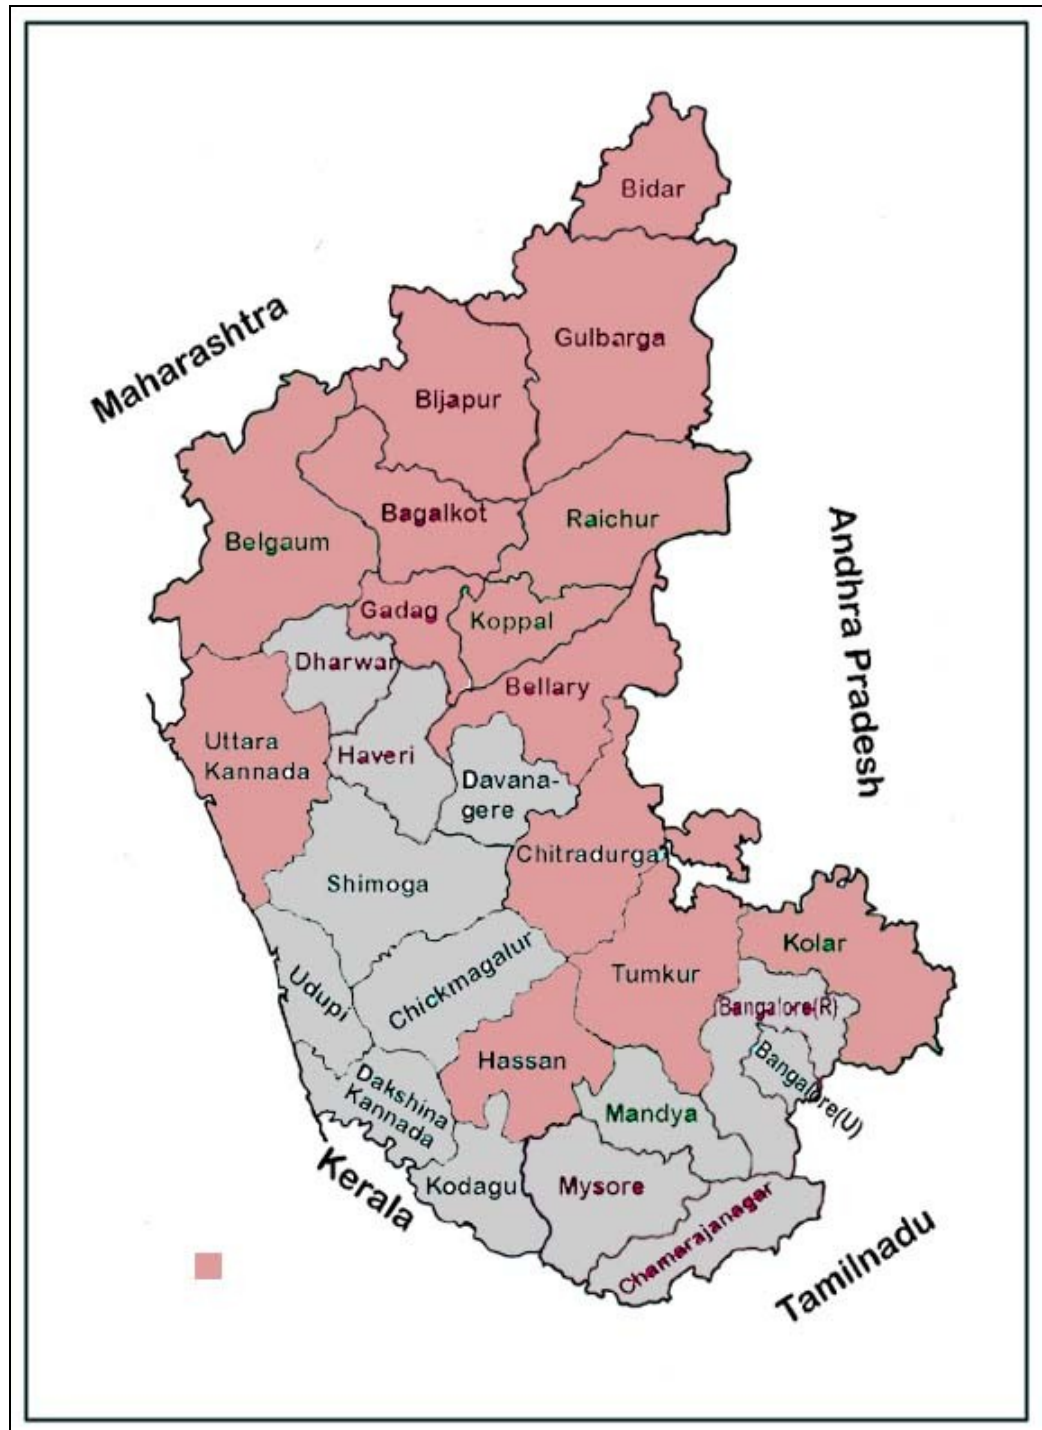 Bidar
Gulbarga
Maharashtra
Bijapur
Bagalkot
Raichur
Belgaum
Andhra Pradesh
Gadag
Koppal
Dharwar
Bellary
Uttara
Kannada
Haveri
Davana-
gere
Chitradurga
Shimoga
Kolar
Tumkur
Chickmagalur
Udupi
Bangalore(R)
Hassan
Bangalore(U)
Dakshina
Kannada
Mandya
Kerala
Kodagu
Mysore
Chamarajanagar
Tamilnadu